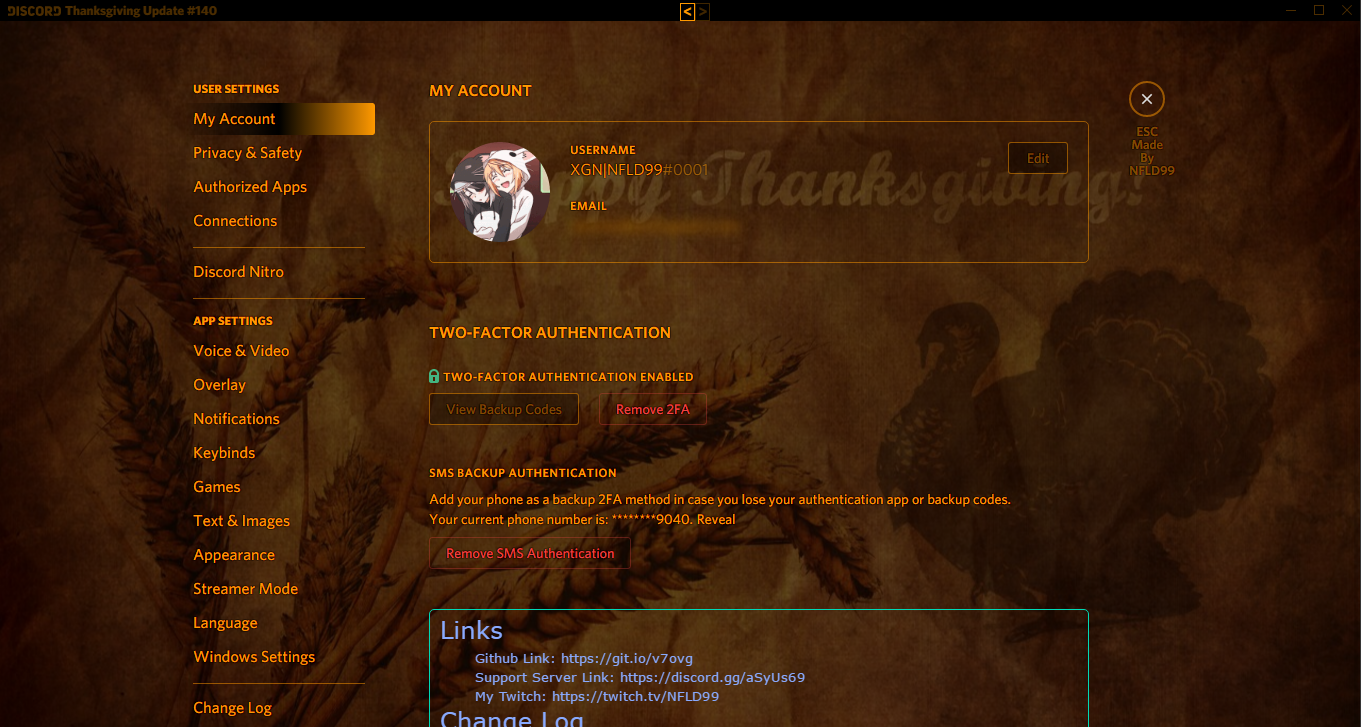 DISCORD Thanksgiving Update #140
< >
USER SETTINGS
My Account
Privacy & Safety
Authorized Apps
Connections
Discord Nitro
APP SETTINGS
Voice & Video
Overlay
Notifications
Keybinds
Games
Text & Images
Appearance
Streamer Mode
Language
Windows Settings
Change Log
MY ACCOUNT
Happy Thanksgiving!
USERNAME
XGN|NFLD99#0001
Edit
EMAIL
TWO-FACTOR AUTHENTICATION
TWO-FACTOR AUTHENTICATION ENABLED
View Backup Codes
Remove 2FA
SMS BACKUP AUTHENTICATION
Add your phone as a backup 2FA method in case you lose your authentication app or backup codes.
Your current phone number is: ********9040. Reveal
Remove SMS Authentication
Links
Github Link: https://git.io/v7ovg
Support Server Link: https://discord.gg/aSyUs69
My Twitch: https://twitch.tv/NFLD99
Change Log
ESC
Made
By
NFLD99